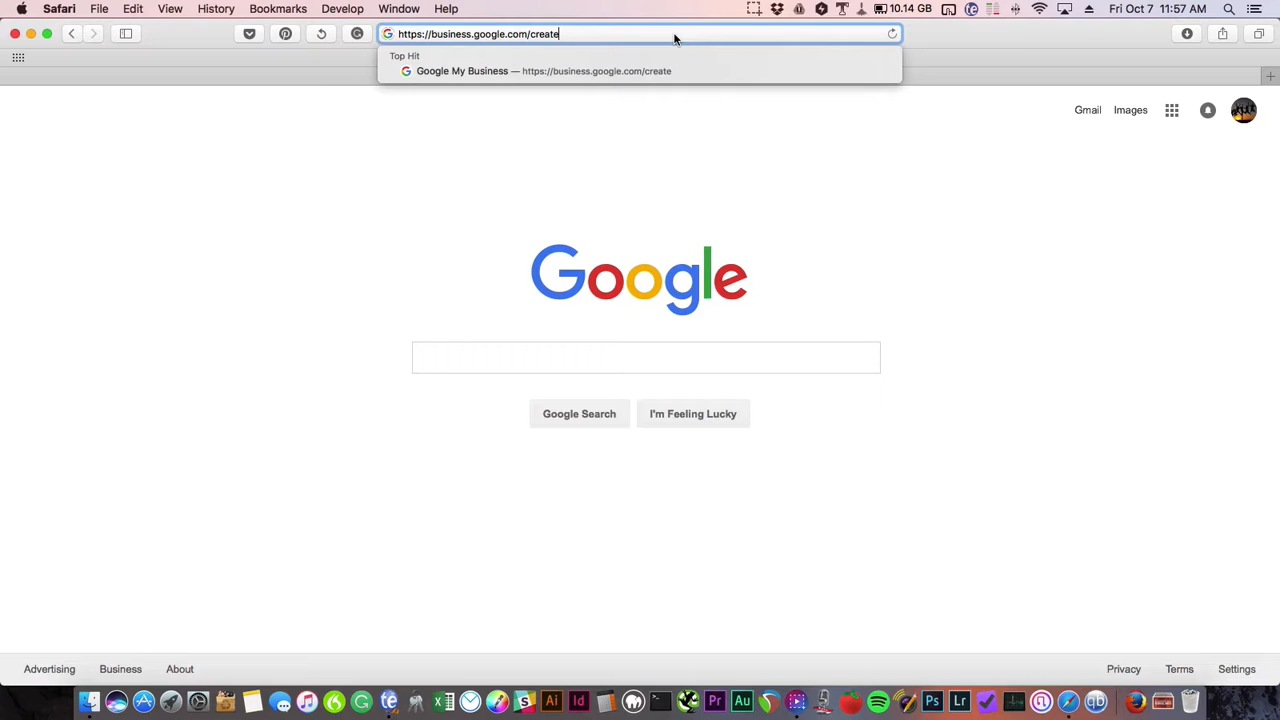 Safari File Edit View History Bookmarks Develop Window Help 10.14 GB Fri Oct 7 11:57 AM
https://business.google.com/create
Top Hit
Google My Business — https://business.google.com/create
Gmail Images
Google
Google Search I'm Feeling Lucky
Advertising Business About Privacy Terms Settings